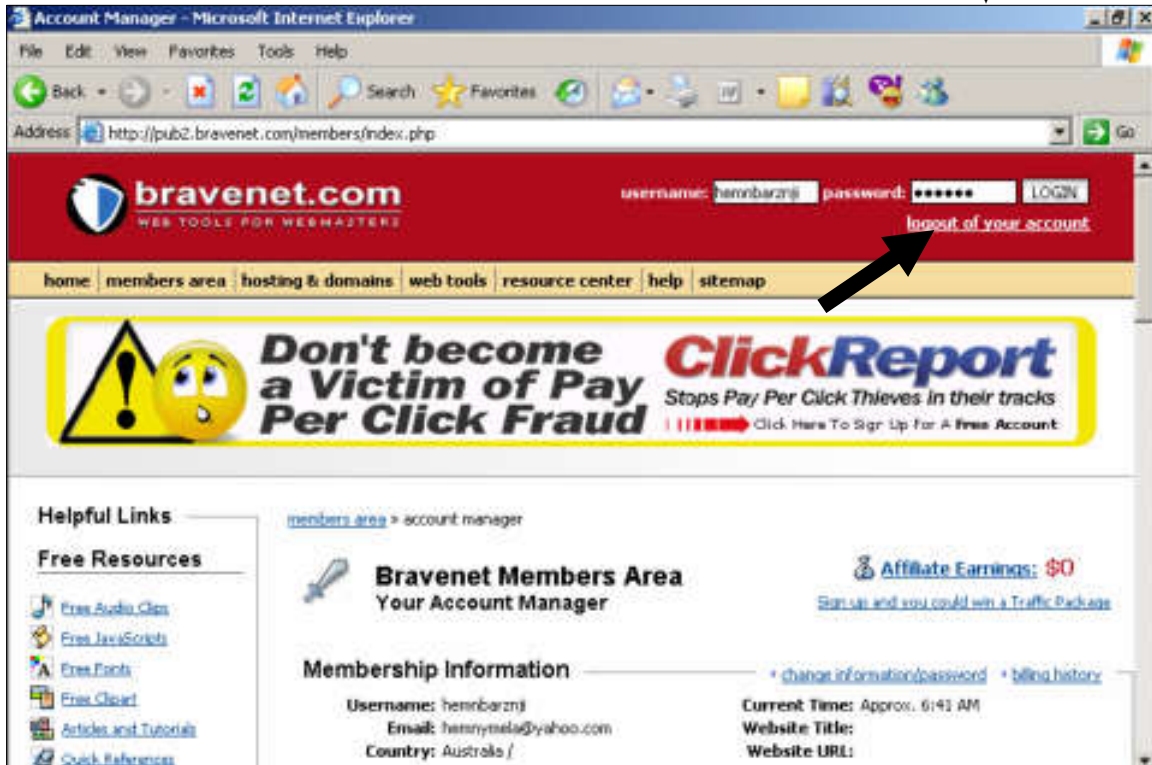 Account Manager - Microsoft Internet Explorer
File Edit View Favorites Tools Help
Back Search Favorites
Address http://pub2.bravenet.com/members/index.php Go
bravenet.com
WEB TOOLS FOR WEBMASTERS
username: password: •••••• LOGIN
logout of your account
home members area hosting & domains web tools resource center help sitemap
Don't become
a Victim of Pay
Per Click Fraud
ClickReport
Stops Pay Per Click Thieves in their tracks
Click Here To Sign Up For A Free Account
Helpful Links
Free Resources
Free Audio Clips
Free JavaScripts
Free Fonts
Free Clipart
Articles and Tutorials
Quick References
members area » account manager
Bravenet Members Area
Your Account Manager
Affiliate Earnings: $0
Sign up and you could win a Traffic Package
Membership Information
• change information/password • billing history
Username:
Email: hennymela@yahoo.com
Country: Australia /
Current Time: Approx. 6:41 AM
Website Title:
Website URL: